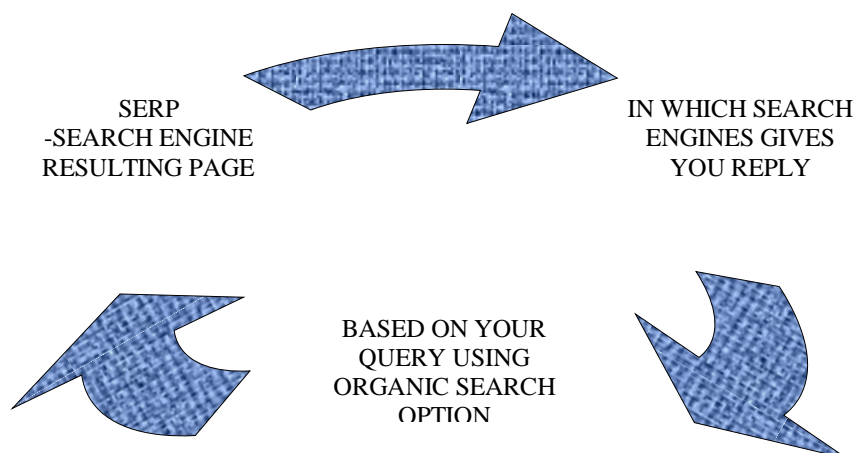 SERP
-SEARCH ENGINE
RESULTING PAGE
IN WHICH SEARCH
ENGINES GIVES
YOU REPLY
BASED ON YOUR
QUERY USING
ORGANIC SEARCH
OPTION